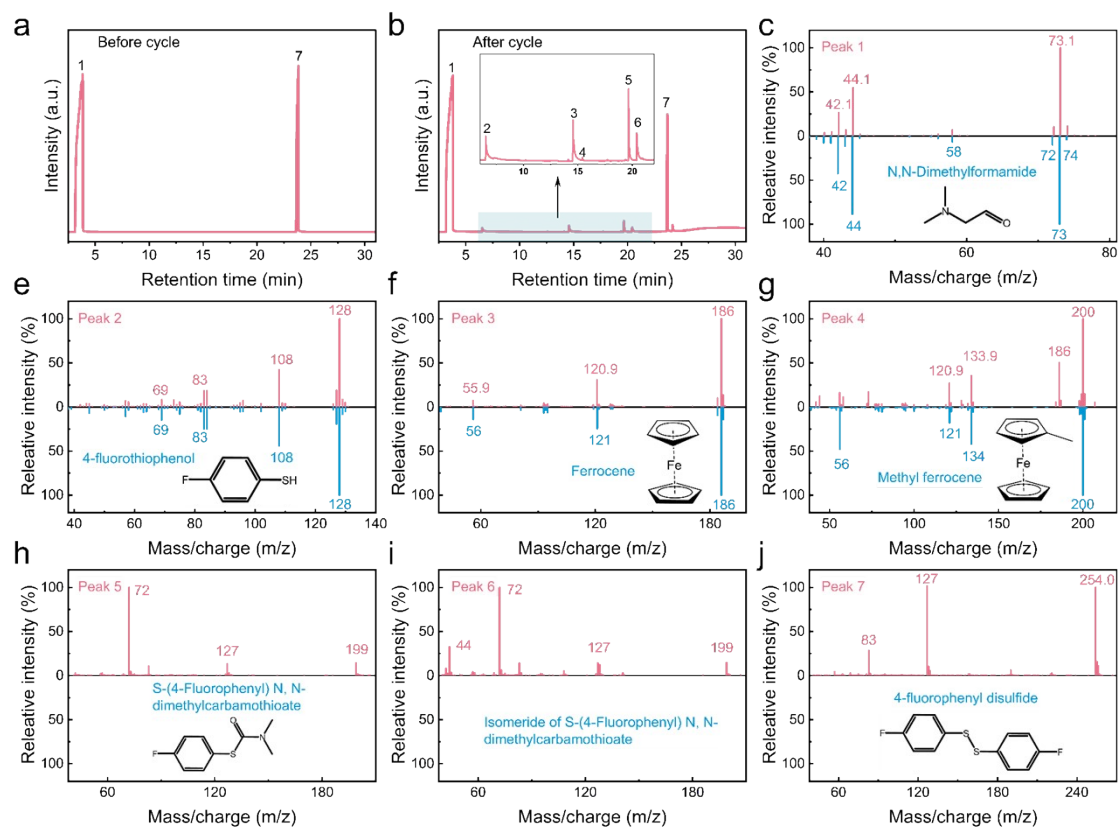 a
Before cycle
1
7
Intensity (a.u.)
5 10 15 20 25 30
Retention time (min)
b
After cycle
1
2
3
4
5
6
7
10 15 20
Intensity (a.u.)
5 10 15 20 25 30
Retention time (min)
c
Peak 1
73.1
44.1
42.1
58
72
74
42
44
73
N,N-Dimethylformamide
N
O
Releative intensity (%)
100
50
0
50
100
40 60 80
Mass/charge (m/z)
e
Peak 2
128
108
83
69
69
83
108
128
4-fluorothiophenol
F
SH
Releative intensity (%)
100
50
0
50
100
40 60 80 100 120 140
Mass/charge (m/z)
f
Peak 3
186
120.9
55.9
56
121
186
Ferrocene
Fe
Releative intensity (%)
100
50
0
50
100
60 120 180
Mass/charge (m/z)
g
Peak 4
200
186
133.9
120.9
56
121
134
200
Methyl ferrocene
Fe
Releative intensity (%)
100
50
0
50
100
50 100 150 200
Mass/charge (m/z)
h
Peak 5
72
127
199
S-(4-Fluorophenyl) N, N-
dimethylcarbamothioate
O
F
S
N
Releative intensity (%)
100
50
0
50
100
60 120 180
Mass/charge (m/z)
i
Peak 6
72
44
127
199
Isomeride of S-(4-Fluorophenyl) N, N-
dimethylcarbamothioate
Releative intensity (%)
100
50
0
50
100
60 120 180
Mass/charge (m/z)
j
Peak 7
254.0
127
83
4-fluorophenyl disulfide
F
S
S
F
Releative intensity (%)
100
50
0
50
100
60 120 180 240
Mass/charge (m/z)